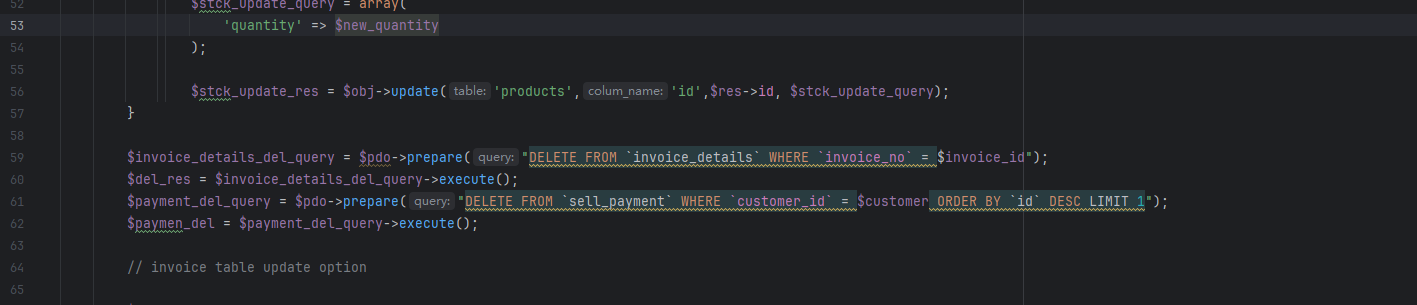 52 $stck_update_query = array(
53 'quantity' => $new_quantity
54 );
55
56 $stck_update_res = $obj->update( table: 'products', colum_name: 'id',$res->id, $stck_update_query);
57 }
58
59 $invoice_details_del_query = $pdo->prepare( query: "DELETE FROM `invoice_details` WHERE `invoice_no` = $invoice_id");
60 $del_res = $invoice_details_del_query->execute();
61 $payment_del_query = $pdo->prepare( query: "DELETE FROM `sell_payment` WHERE `customer_id` = $customer ORDER BY `id` DESC LIMIT 1");
62 $paymen_del = $payment_del_query->execute();
63
64 // invoice table update option
65